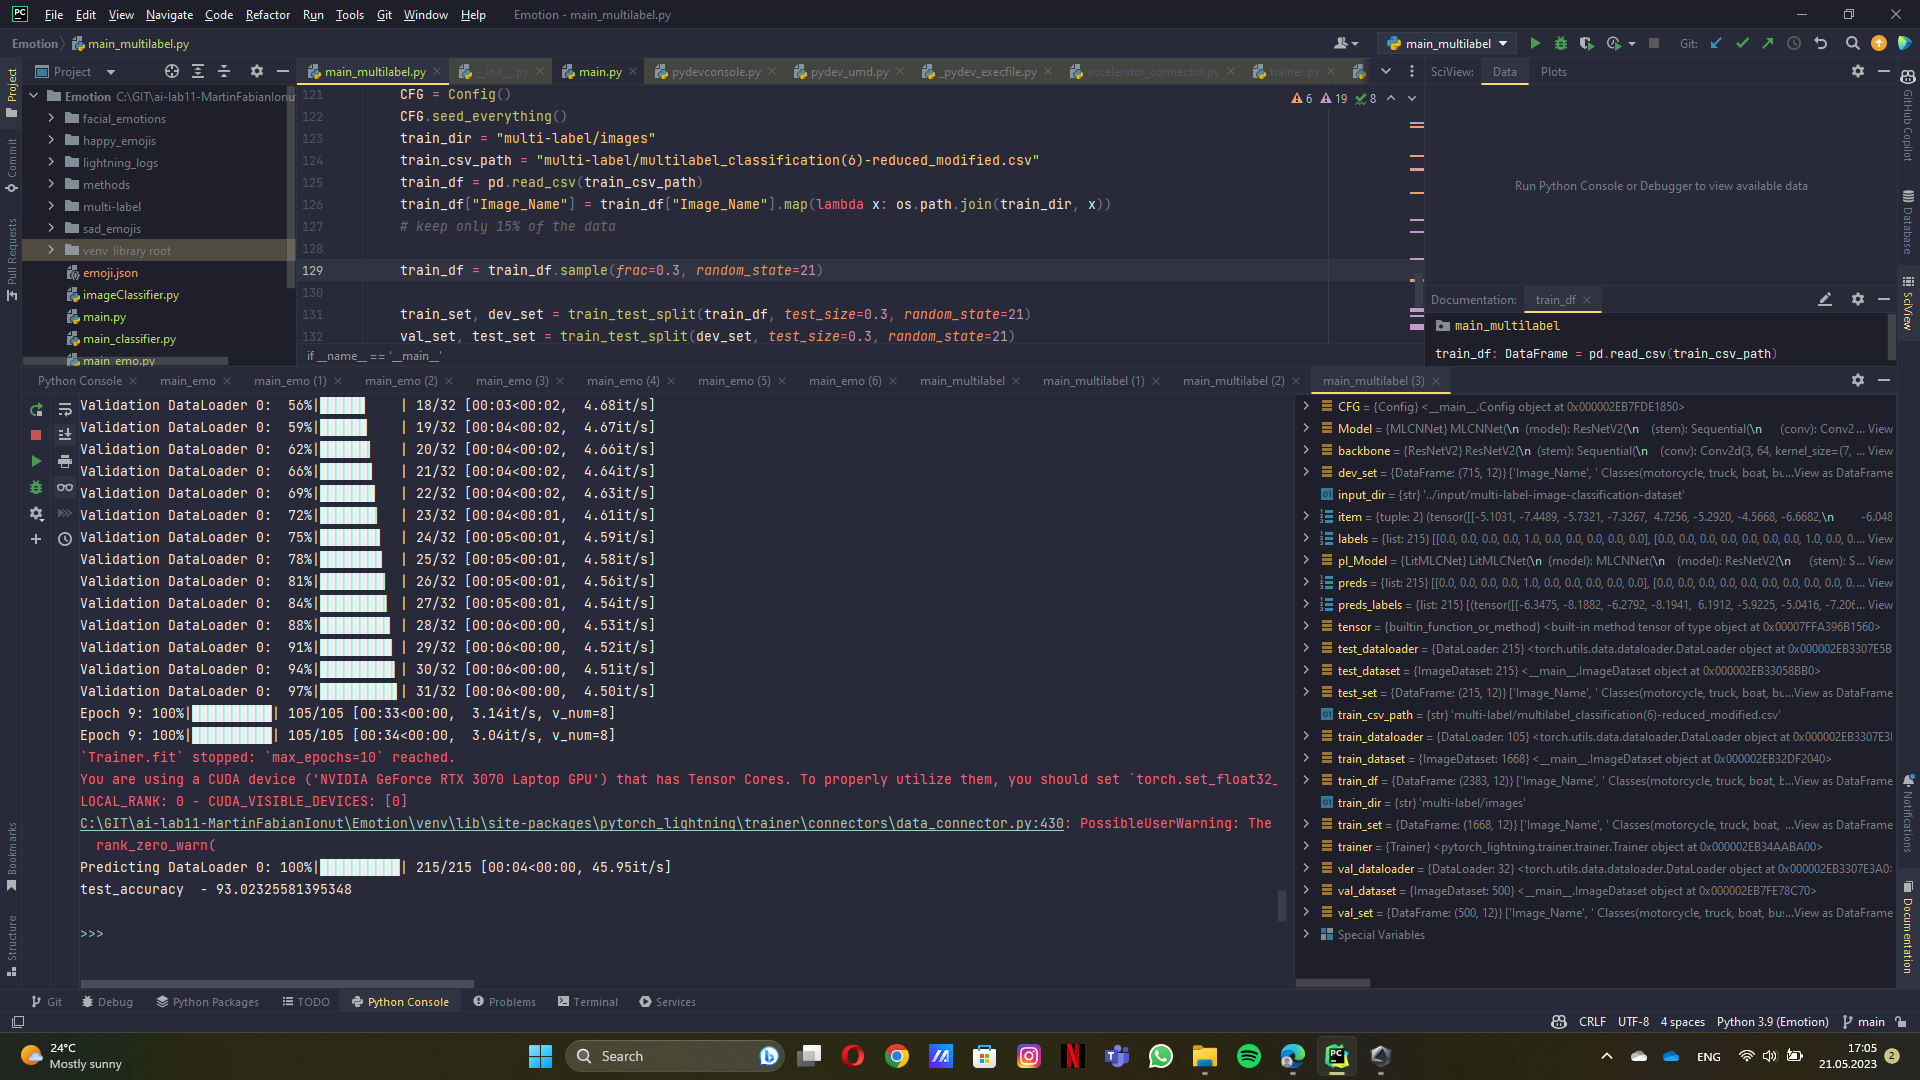 File Edit View Navigate Code Refactor Run Tools Git Window Help Emotion - main_multilabel.py
Emotion main_multilabel.py main_multilabel Git:
Project main_multilabel.py __init__.py main.py pydevconsole.py pydev_umd.py _pydev_execfile.py accelerator_connector.py trainer.py SciView: Data Plots
Emotion C:\GIT\ai-lab11-MartinFabianIonut
facial_emotions
happy_emojis
lightning_logs
methods
multi-label
sad_emojis
venv library root
emoji.json
imageClassifier.py
main.py
main_classifier.py
main_emo.py
6 19 8
121 CFG = Config()
122 CFG.seed_everything()
123 train_dir = "multi-label/images"
124 train_csv_path = "multi-label/multilabel_classification(6)-reduced_modified.csv"
125 train_df = pd.read_csv(train_csv_path)
126 train_df["Image_Name"] = train_df["Image_Name"].map(lambda x: os.path.join(train_dir, x))
127 # keep only 15% of the data
128
129 train_df = train_df.sample(frac=0.3, random_state=21)
130
131 train_set, dev_set = train_test_split(train_df, test_size=0.3, random_state=21)
132 val_set, test_set = train_test_split(dev_set, test_size=0.3, random_state=21)
if __name__ == '__main__'
Run Python Console or Debugger to view available data
Documentation: train_df
main_multilabel
train_df: DataFrame = pd.read_csv(train_csv_path)
Python Console main_emo main_emo (1) main_emo (2) main_emo (3) main_emo (4) main_emo (5) main_emo (6) main_multilabel main_multilabel (1) main_multilabel (2) main_multilabel (3)
Validation DataLoader 0: 56%| | 18/32 [00:03<00:02, 4.68it/s]
Validation DataLoader 0: 59%| | 19/32 [00:04<00:02, 4.67it/s]
Validation DataLoader 0: 62%| | 20/32 [00:04<00:02, 4.66it/s]
Validation DataLoader 0: 66%| | 21/32 [00:04<00:02, 4.64it/s]
Validation DataLoader 0: 69%| | 22/32 [00:04<00:02, 4.63it/s]
Validation DataLoader 0: 72%| | 23/32 [00:04<00:01, 4.61it/s]
Validation DataLoader 0: 75%| | 24/32 [00:05<00:01, 4.59it/s]
Validation DataLoader 0: 78%| | 25/32 [00:05<00:01, 4.58it/s]
Validation DataLoader 0: 81%| | 26/32 [00:05<00:01, 4.56it/s]
Validation DataLoader 0: 84%| | 27/32 [00:05<00:01, 4.54it/s]
Validation DataLoader 0: 88%| | 28/32 [00:06<00:00, 4.53it/s]
Validation DataLoader 0: 91%| | 29/32 [00:06<00:00, 4.52it/s]
Validation DataLoader 0: 94%| | 30/32 [00:06<00:00, 4.51it/s]
Validation DataLoader 0: 97%| | 31/32 [00:06<00:00, 4.50it/s]
Epoch 9: 100%| | 105/105 [00:33<00:00, 3.14it/s, v_num=8]
Epoch 9: 100%| | 105/105 [00:34<00:00, 3.04it/s, v_num=8]
`Trainer.fit` stopped: `max_epochs=10` reached.
You are using a CUDA device ('NVIDIA GeForce RTX 3070 Laptop GPU') that has Tensor Cores. To properly utilize them, you should set `torch.set_float32_
LOCAL_RANK: 0 - CUDA_VISIBLE_DEVICES: [0]
C:\GIT\ai-lab11-MartinFabianIonut\Emotion\venv\lib\site-packages\pytorch_lightning\trainer\connectors\data_connector.py:430: PossibleUserWarning: The
rank_zero_warn(
Predicting DataLoader 0: 100%| | 215/215 [00:04<00:00, 45.95it/s]
test_accuracy - 93.02325581395348
>>>
CFG = {Config} <__main__.Config object at 0x000002EB7FDE1850>
Model = {MLCNNet} MLCNNet(\n (model): ResNetV2(\n (stem): Sequential(\n (conv): Conv2 ... View
backbone = {ResNetV2} ResNetV2(\n (stem): Sequential(\n (conv): Conv2d(3, 64, kernel_size=(7, ... View
dev_set = {DataFrame: (715, 12)} ['Image_Name', ' Classes(motorcycle, truck, boat, bu...View as DataFrame
input_dir = {str} '../input/multi-label-image-classification-dataset'
item = {tuple: 2} (tensor([[-5.1031, -7.4489, -5.7321, -7.3267, 4.7256, -5.2920, -4.5668, -6.6682,\n -6.048
labels = {list: 215} [[0.0, 0.0, 0.0, 0.0, 1.0, 0.0, 0.0, 0.0, 0.0, 0.0], [0.0, 0.0, 0.0, 0.0, 0.0, 0.0, 1.0, 0.0, 0... View
pl_Model = {LitMLCNet} LitMLCNet(\n (model): MLCNNet(\n (model): ResNetV2(\n (stem): S... View
preds = {list: 215} [[0.0, 0.0, 0.0, 0.0, 1.0, 0.0, 0.0, 0.0, 0.0, 0.0], [0.0, 0.0, 0.0, 0.0, 0.0, 0.0, 0.0, 0.0, 0... View
preds_labels = {list: 215} [(tensor([[-6.3475, -8.1882, -6.2792, -8.1941, 6.1912, -5.9225, -5.0416, -7.206... View
tensor = {builtin_function_or_method} <built-in method tensor of type object at 0x00007FFA396B1560>
test_dataloader = {DataLoader: 215} <torch.utils.data.dataloader.DataLoader object at 0x000002EB3307E5B
test_dataset = {ImageDataset: 215} <__main__.ImageDataset object at 0x000002EB33058BB0>
test_set = {DataFrame: (215, 12)} ['Image_Name', ' Classes(motorcycle, truck, boat, bu...View as DataFrame
train_csv_path = {str} 'multi-label/multilabel_classification(6)-reduced_modified.csv'
train_dataloader = {DataLoader: 105} <torch.utils.data.dataloader.DataLoader object at 0x000002EB3307E3
train_dataset = {ImageDataset: 1668} <__main__.ImageDataset object at 0x000002EB32DF2040>
train_df = {DataFrame: (2383, 12)} ['Image_Name', ' Classes(motorcycle, truck, boat, b...View as DataFrame
train_dir = {str} 'multi-label/images'
train_set = {DataFrame: (1668, 12)} ['Image_Name', ' Classes(motorcycle, truck, boat, ...View as DataFrame
trainer = {Trainer} <pytorch_lightning.trainer.trainer.Trainer object at 0x000002EB34AABA00>
val_dataloader = {DataLoader: 32} <torch.utils.data.dataloader.DataLoader object at 0x000002EB3307E3A0>
val_dataset = {ImageDataset: 500} <__main__.ImageDataset object at 0x000002EB7FE78C70>
val_set = {DataFrame: (500, 12)} ['Image_Name', ' Classes(motorcycle, truck, boat, bu...View as DataFrame
Special Variables
Project
Commit
Pull Requests
Bookmarks
Structure
GitHub Copilot
Database
SciView
Notifications
Documentation
Git Debug Python Packages TODO Python Console Problems Terminal Services
CRLF UTF-8 4 spaces Python 3.9 (Emotion) main
24°C
Mostly sunny
Search
ENG
17:05
21.05.2023
2